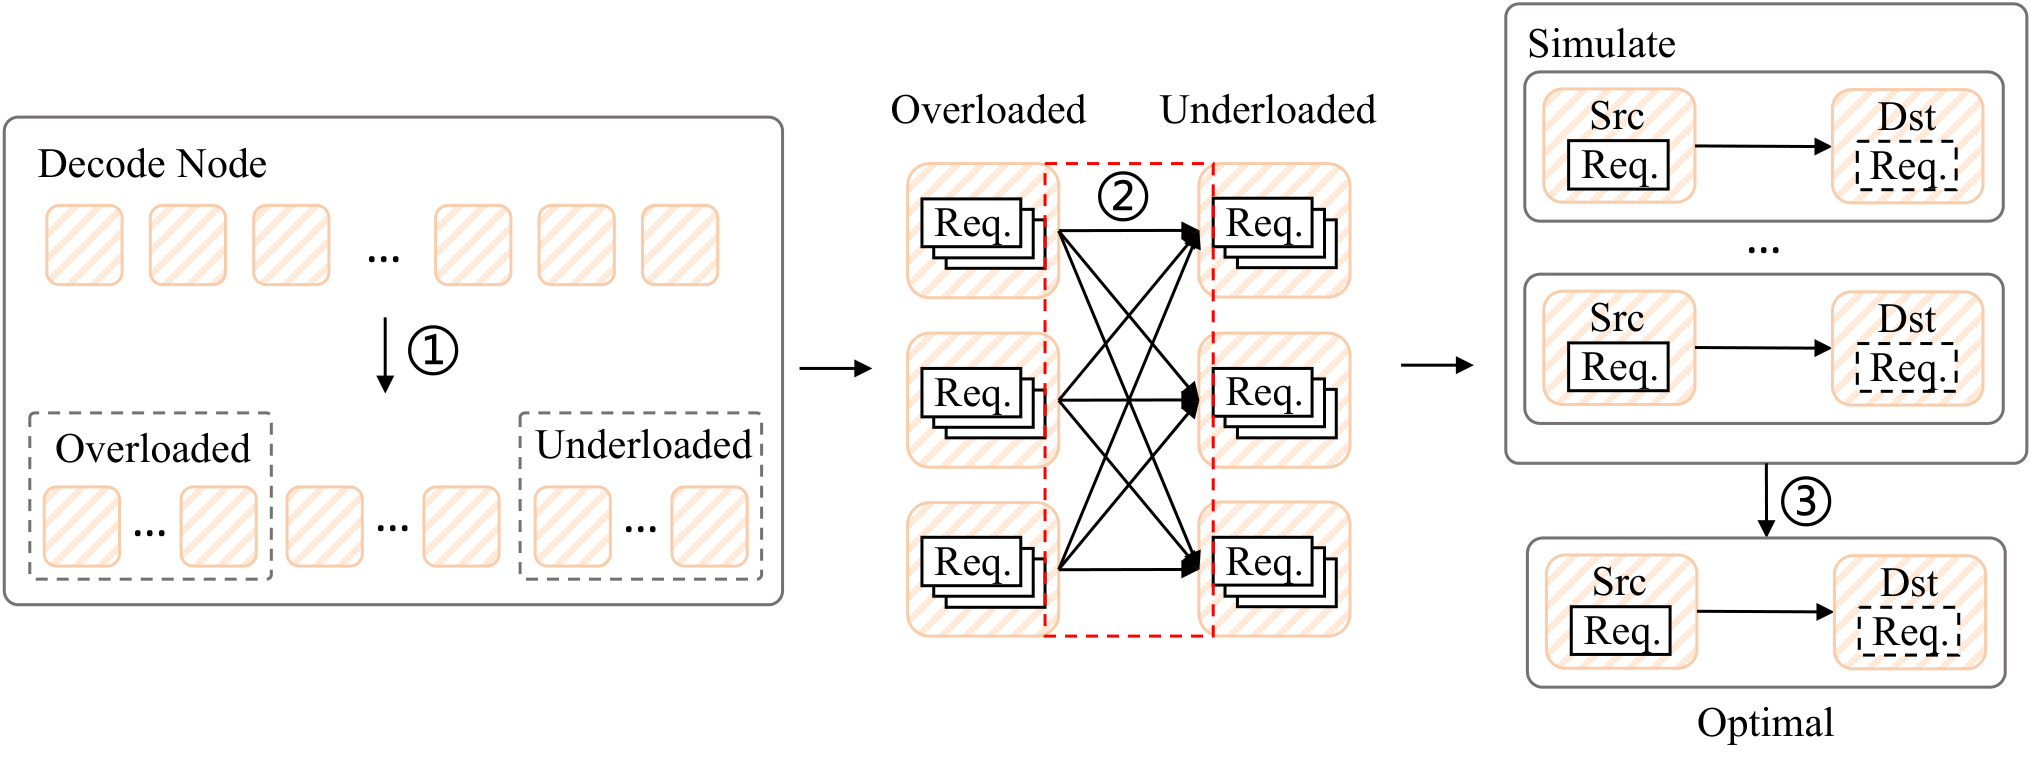 Decode Node
...
①
Overloaded
Underloaded
...
...
...
Overloaded
Underloaded
②
Req.
Req.
Req.
Req.
Req.
Req.
Simulate
Src
Dst
Req.
Req.
...
Src
Dst
Req.
Req.
③
Src
Dst
Req.
Req.
Optimal